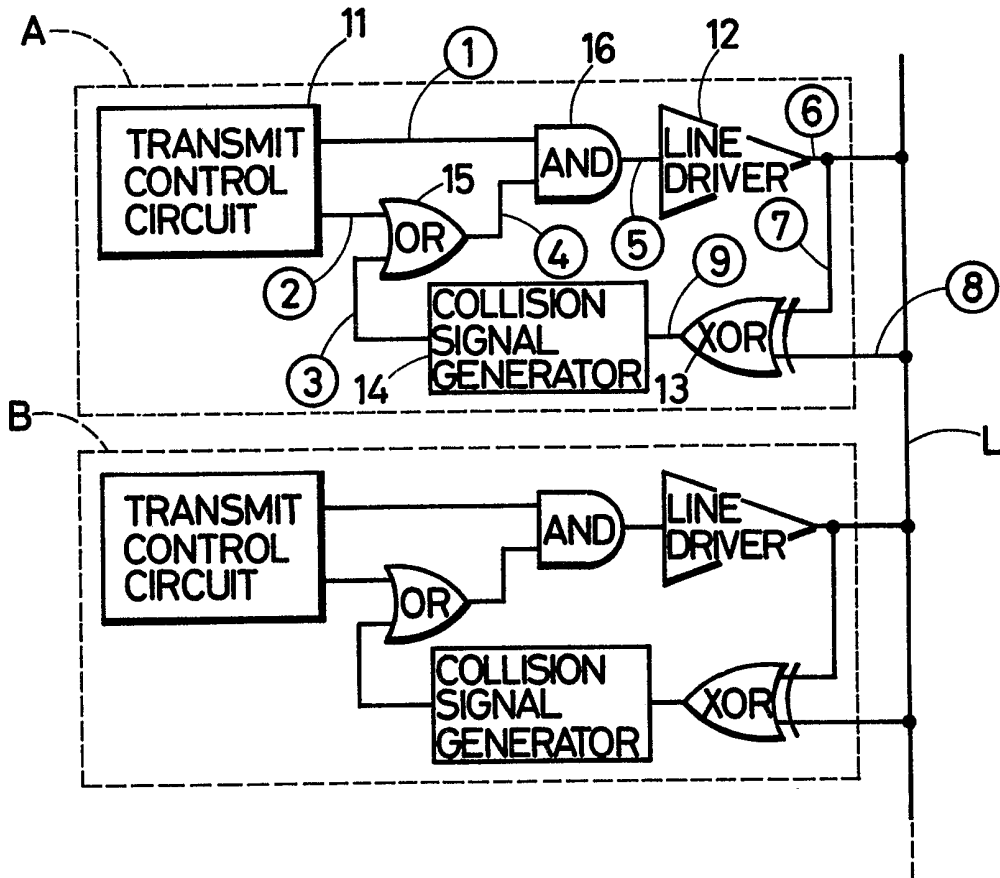 A
11
1
16
12
6
TRANSMIT
CONTROL
CIRCUIT
15
OR
AND
LINE
DRIVER
2
4
5
7
9
8
COLLISION
SIGNAL
GENERATOR
XOR
3
14
13
B
L
TRANSMIT
CONTROL
CIRCUIT
OR
AND
LINE
DRIVER
COLLISION
SIGNAL
GENERATOR
XOR